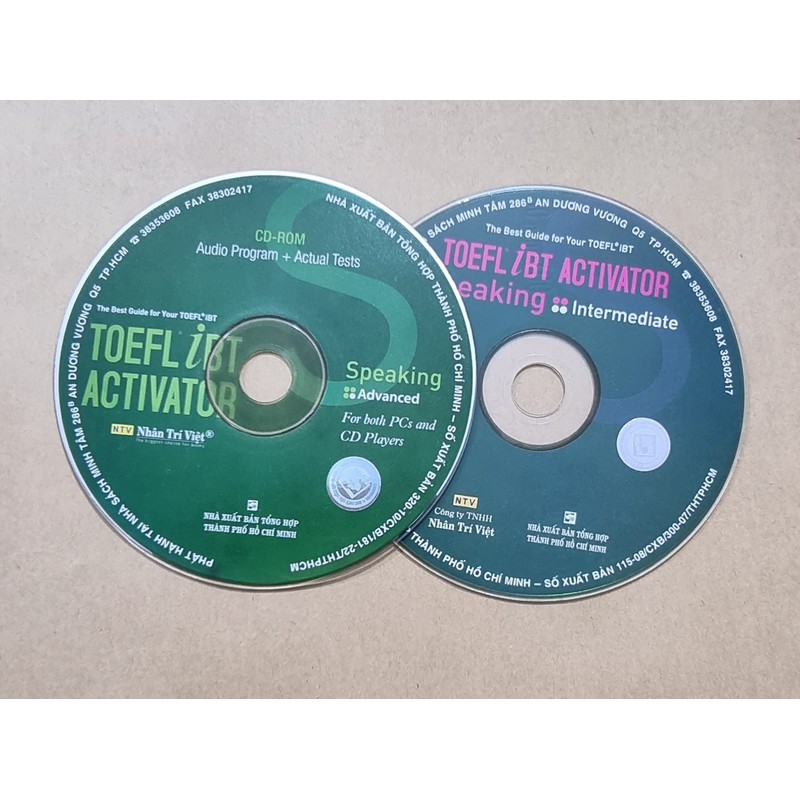 PHÁT HÀNH TẠI NHÀ SÁCH MINH TÂM 286ᴮ AN DƯƠNG VƯƠNG Q5 TP.HCM ☎ 38353608 FAX 38302417
NHÀ XUẤT BẢN TỔNG HỢP THÀNH PHỐ HỒ CHÍ MINH – SỐ XUẤT BẢN 320-10/CXB/181-22/THTPHCM
CD-ROM
Audio Program + Actual Tests
The Best Guide for Your TOEFL® iBT
TOEFL® iBT
ACTIVATOR
Speaking
Advanced
For both PCs and
CD Players
NTV Nhân Trí Việt®
NHÀ XUẤT BẢN TỔNG HỢP
THÀNH PHỐ HỒ CHÍ MINH
SÁCH MINH TÂM 286ᴮ AN DƯƠNG VƯƠNG Q5 TP.HCM ☎ 38353608 FAX 38302417
The Best Guide for Your TOEFL® iBT
TOEFL® iBT ACTIVATOR
eaking Intermediate
NTV
Công ty TNHH
Nhân Trí Việt
NHÀ XUẤT BẢN TỔNG HỢP
THÀNH PHỐ HỒ CHÍ MINH
THÀNH PHỐ HỒ CHÍ MINH – SỐ XUẤT BẢN 115-08/CXB/300-07/THTPHCM